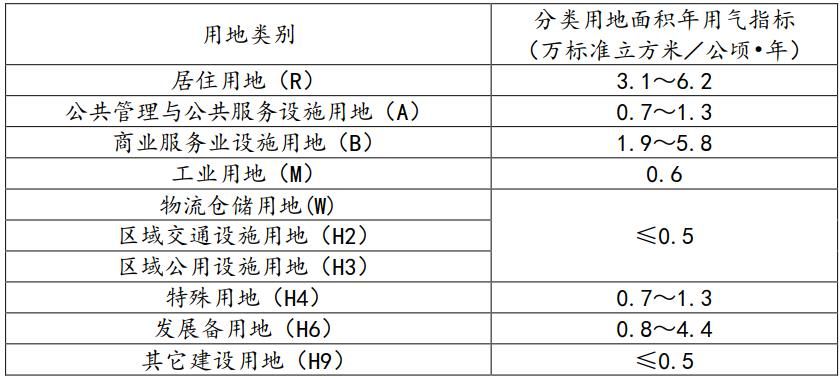 用地类别
分类用地面积年用气指标
（万标准立方米／公顷·年）
居住用地（R）
3.1～6.2
公共管理与公共服务设施用地（A）
0.7～1.3
商业服务业设施用地（B）
1.9～5.8
工业用地（M）
0.6
物流仓储用地(W)
区域交通设施用地（H2）
≤0.5
区域公用设施用地（H3）
特殊用地（H4）
0.7～1.3
发展备用地（H6）
0.8～4.4
其它建设用地（H9）
≤0.5